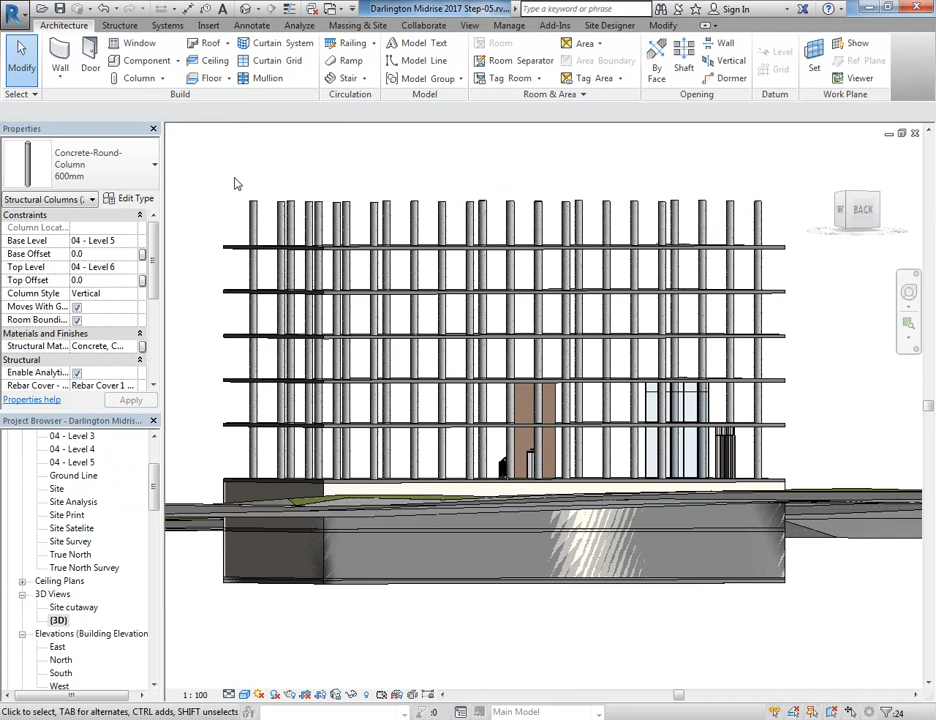 Darlington Midrise 2017 Step-05.rv...
Type a keyword or phrase
Sign In
Architecture Structure Systems Insert Annotate Analyze Massing & Site Collaborate View Manage Add-Ins Site Designer Modify
Modify
Wall
Door
Window
Component
Column
Roof
Ceiling
Floor
Curtain System
Curtain Grid
Mullion
Railing
Ramp
Stair
Model Text
Model Line
Model Group
Room
Room Separator
Tag Room
Area
Area Boundary
Tag Area
By Face
Shaft
Wall
Vertical
Dormer
Level
Grid
Set
Show
Ref Plane
Viewer
Select Build Circulation Model Room & Area Opening Datum Work Plane
Properties
Concrete-Round-
Column
600mm
Structural Columns (
Edit Type
Constraints
Column Locat...
Base Level 04 - Level 5
Base Offset 0.0
Top Level 04 - Level 6
Top Offset 0.0
Column Style Vertical
Moves With G...
Room Boundi...
Materials and Finishes
Structural Mat... Concrete, C...
Structural
Enable Analyti...
Rebar Cover - ... Rebar Cover 1 ...
Properties help
Apply
Project Browser - Darlington Midris...
04 - Level 3
04 - Level 4
04 - Level 5
Ground Line
Site
Site Analysis
Site Print
Site Satelite
Site Survey
True North
True North Survey
Ceiling Plans
3D Views
Site cutaway
(3D)
Elevations (Building Elevation
East
North
South
West
BACK
1 : 100
Click to select, TAB for alternates, CTRL adds, SHIFT unselects
:0
Main Model
:24